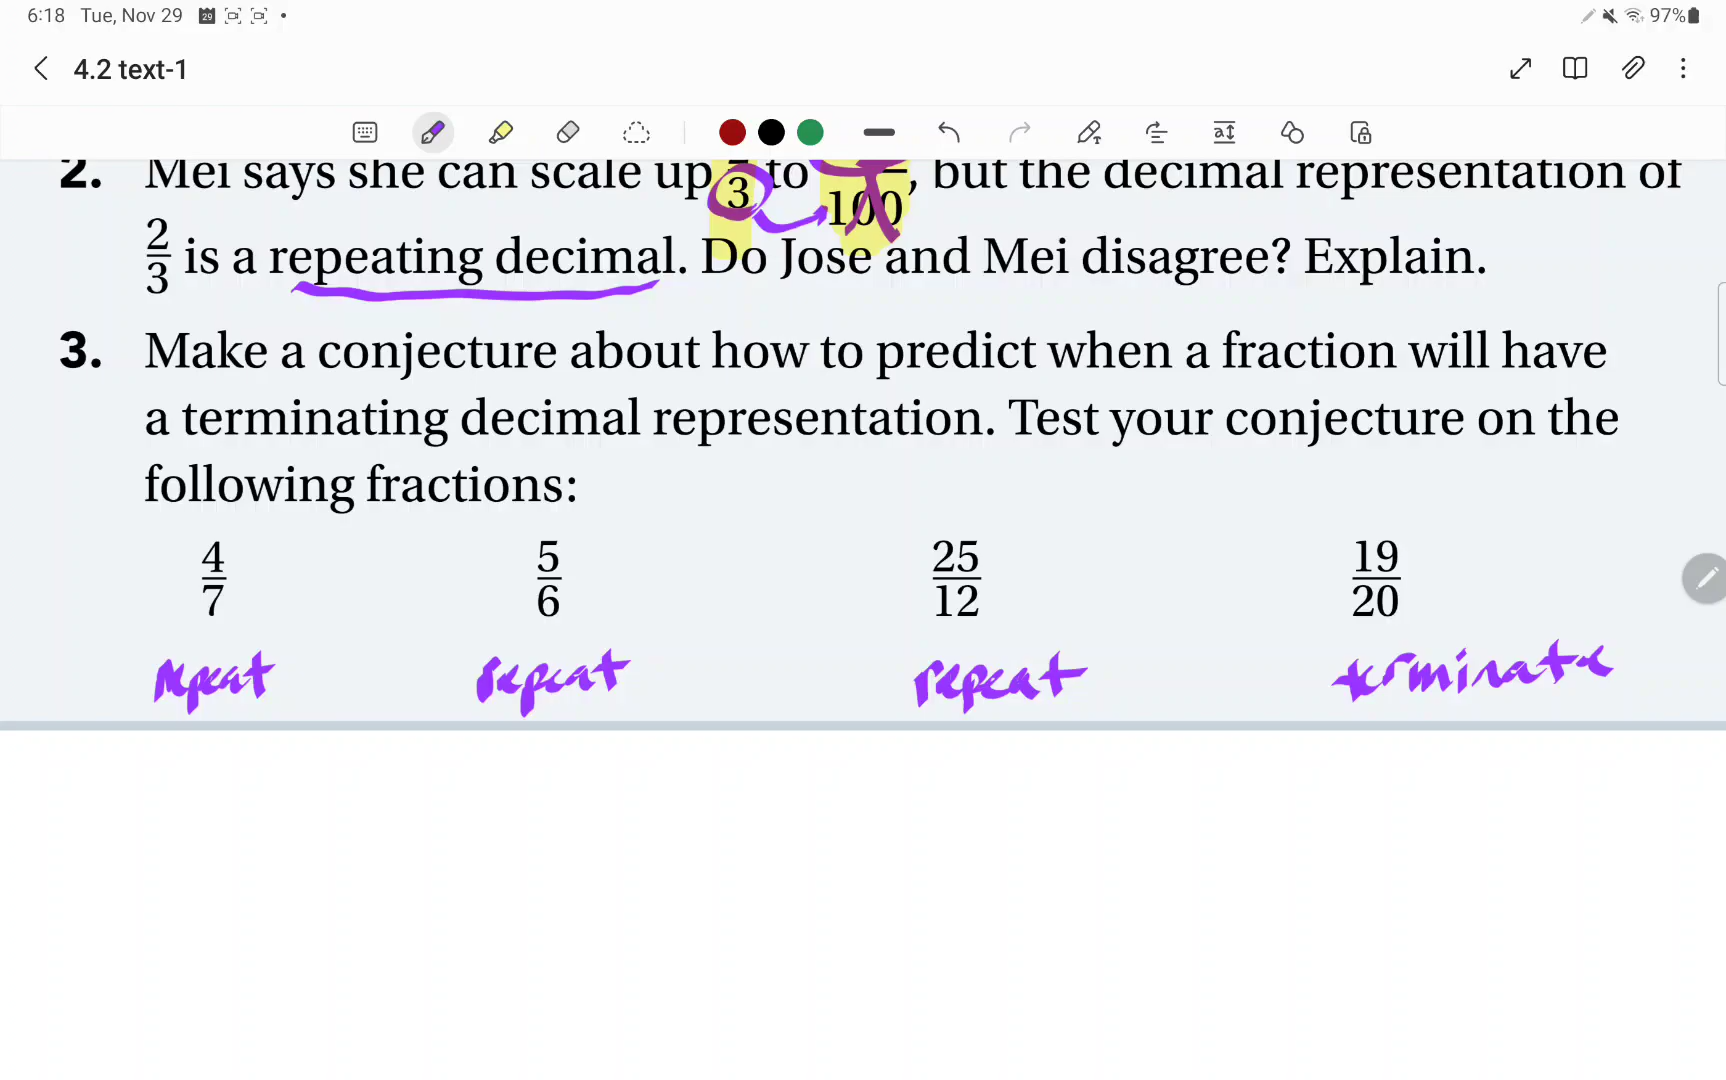 6:18 Tue, Nov 29 29 97%
4.2 text-1
2. Mei says she can scale up 3 to 100, but the decimal representation of
2/3 is a repeating decimal. Do Jose and Mei disagree? Explain.
3. Make a conjecture about how to predict when a fraction will have
a terminating decimal representation. Test your conjecture on the
following fractions:
4/7 5/6 25/12 19/20
repeat repeat repeat terminate